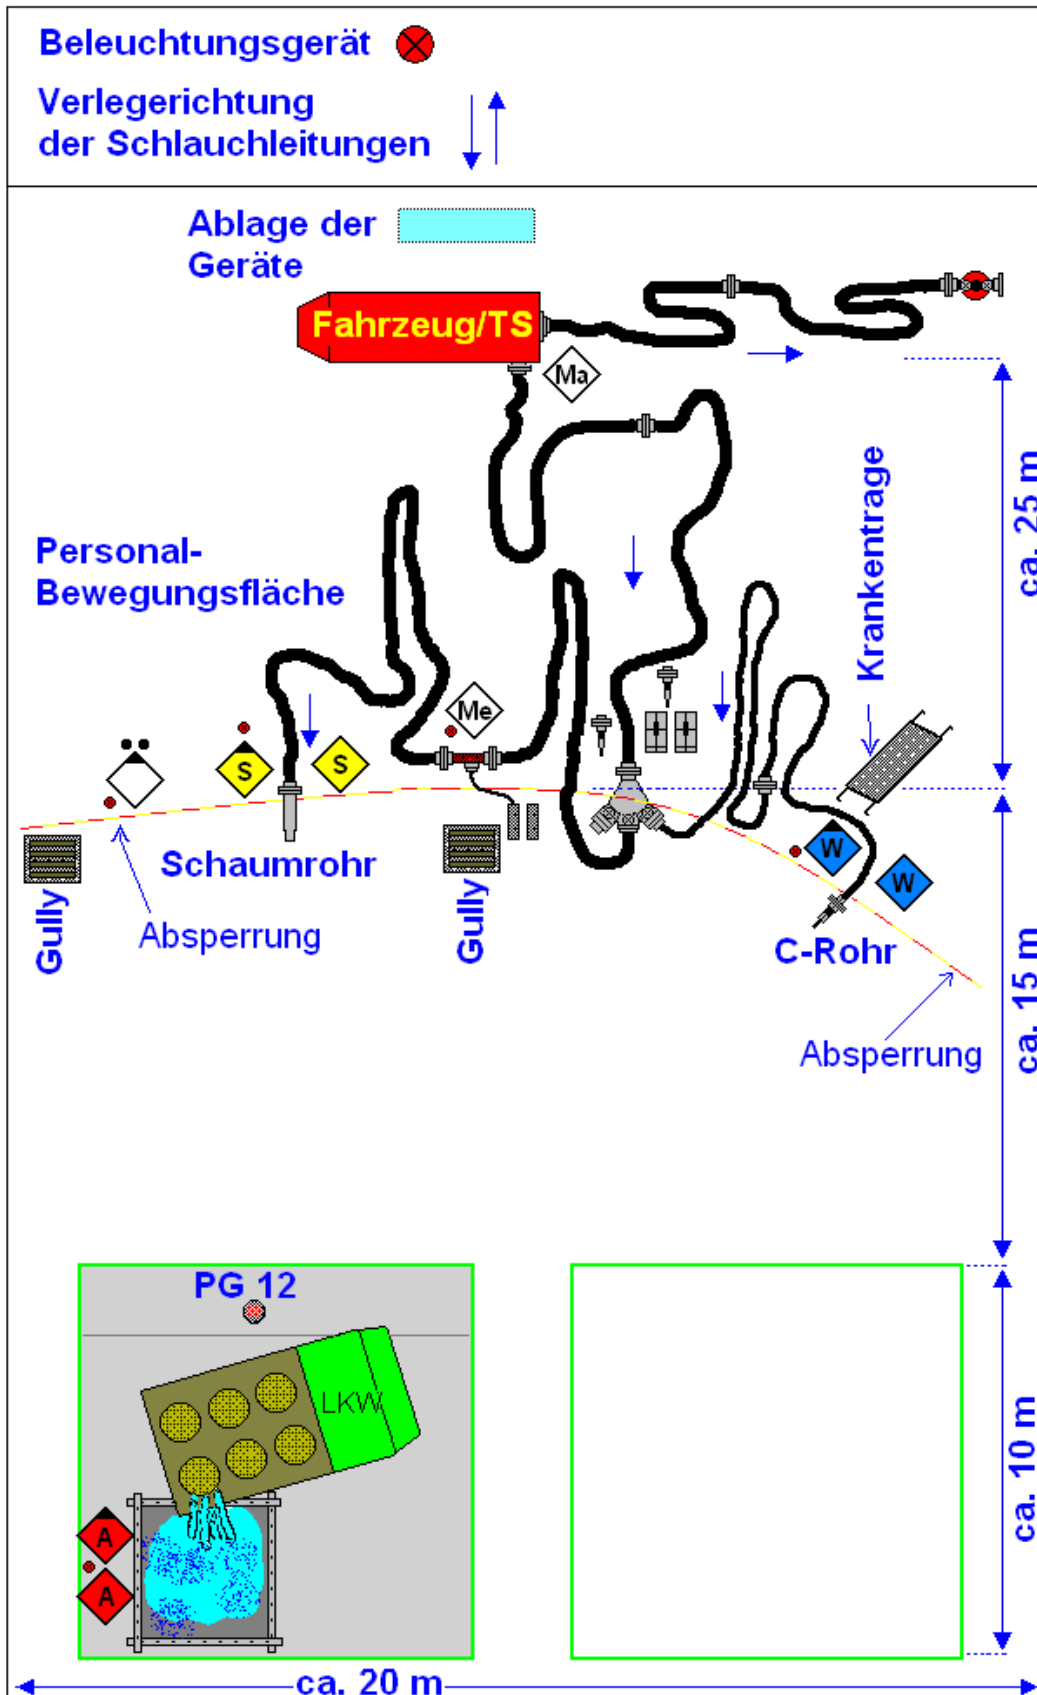 Beleuchtungsgerät
Verlegerichtung
der Schlauchleitungen
Ablage der
Geräte
Fahrzeug/TS
Ma
ca. 25 m
Krankentrage
Personal-
Bewegungsfläche
Me
S
S
W
W
Schaumrohr
Gully
Gully
Absperrung
C-Rohr
ca. 15 m
Absperrung
PG 12
LKW
ca. 10 m
A
A
ca. 20 m